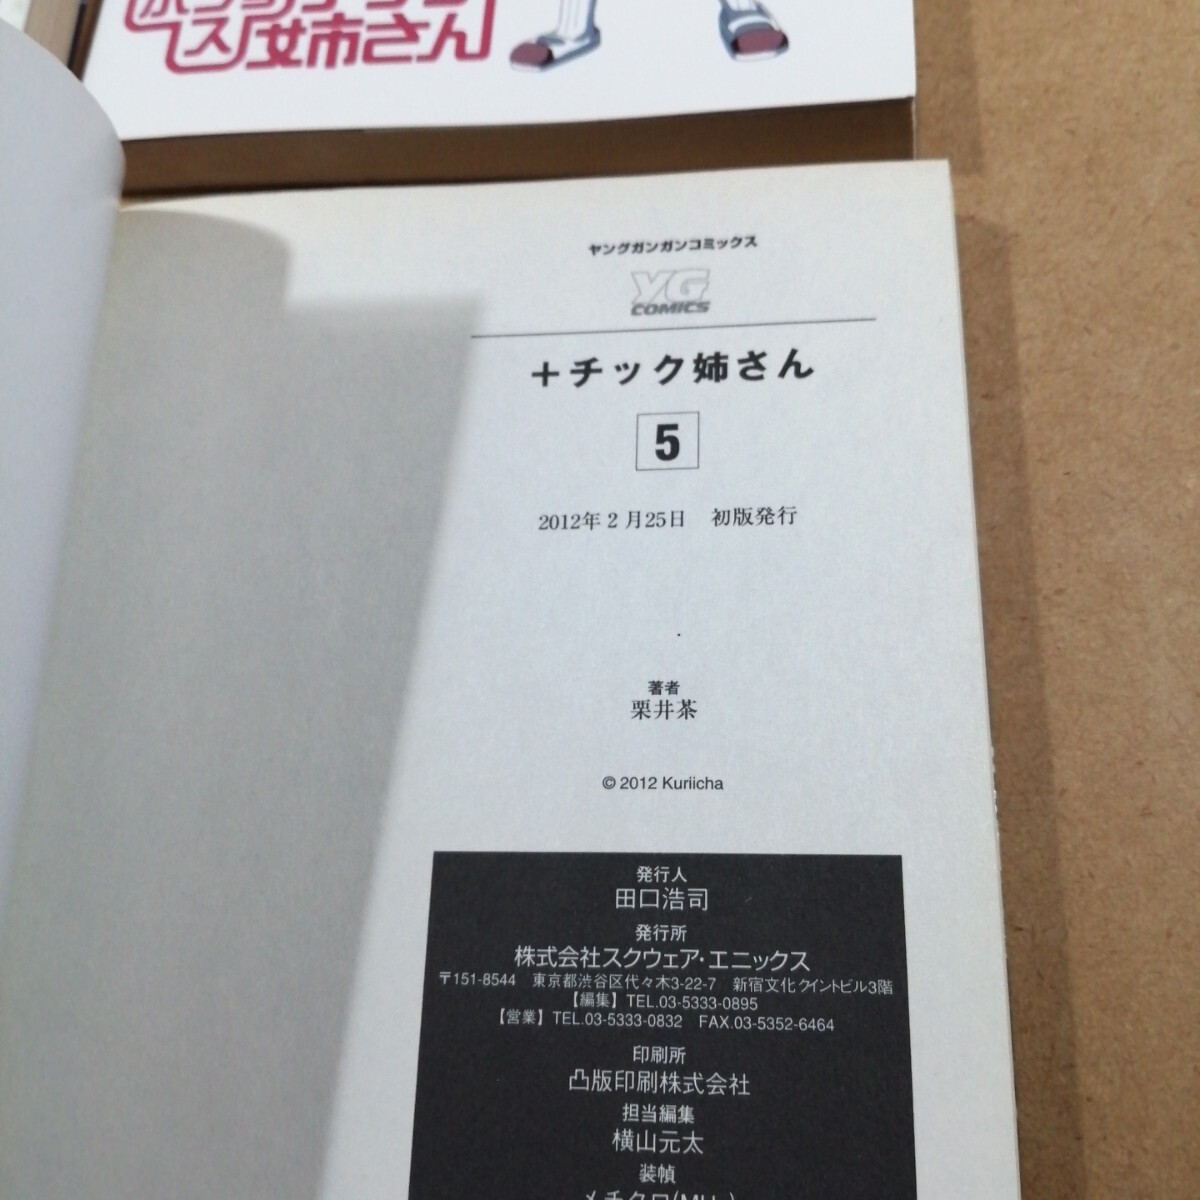 ス姉さん
ヤングガンガンコミックス
YG
COMICS
+チック姉さん
5
2012年2月25日 初版発行
著者
栗井茶
© 2012 Kuriicha
発行人
田口浩司
発行所
株式会社スクウェア・エニックス
〒151-8544 東京都渋谷区代々木3-22-7 新宿文化クイントビル3階
【編集】TEL.03-5333-0895
【営業】TEL.03-5333-0832 FAX.03-5352-6464
印刷所
凸版印刷株式会社
担当編集
横山元太
装幀